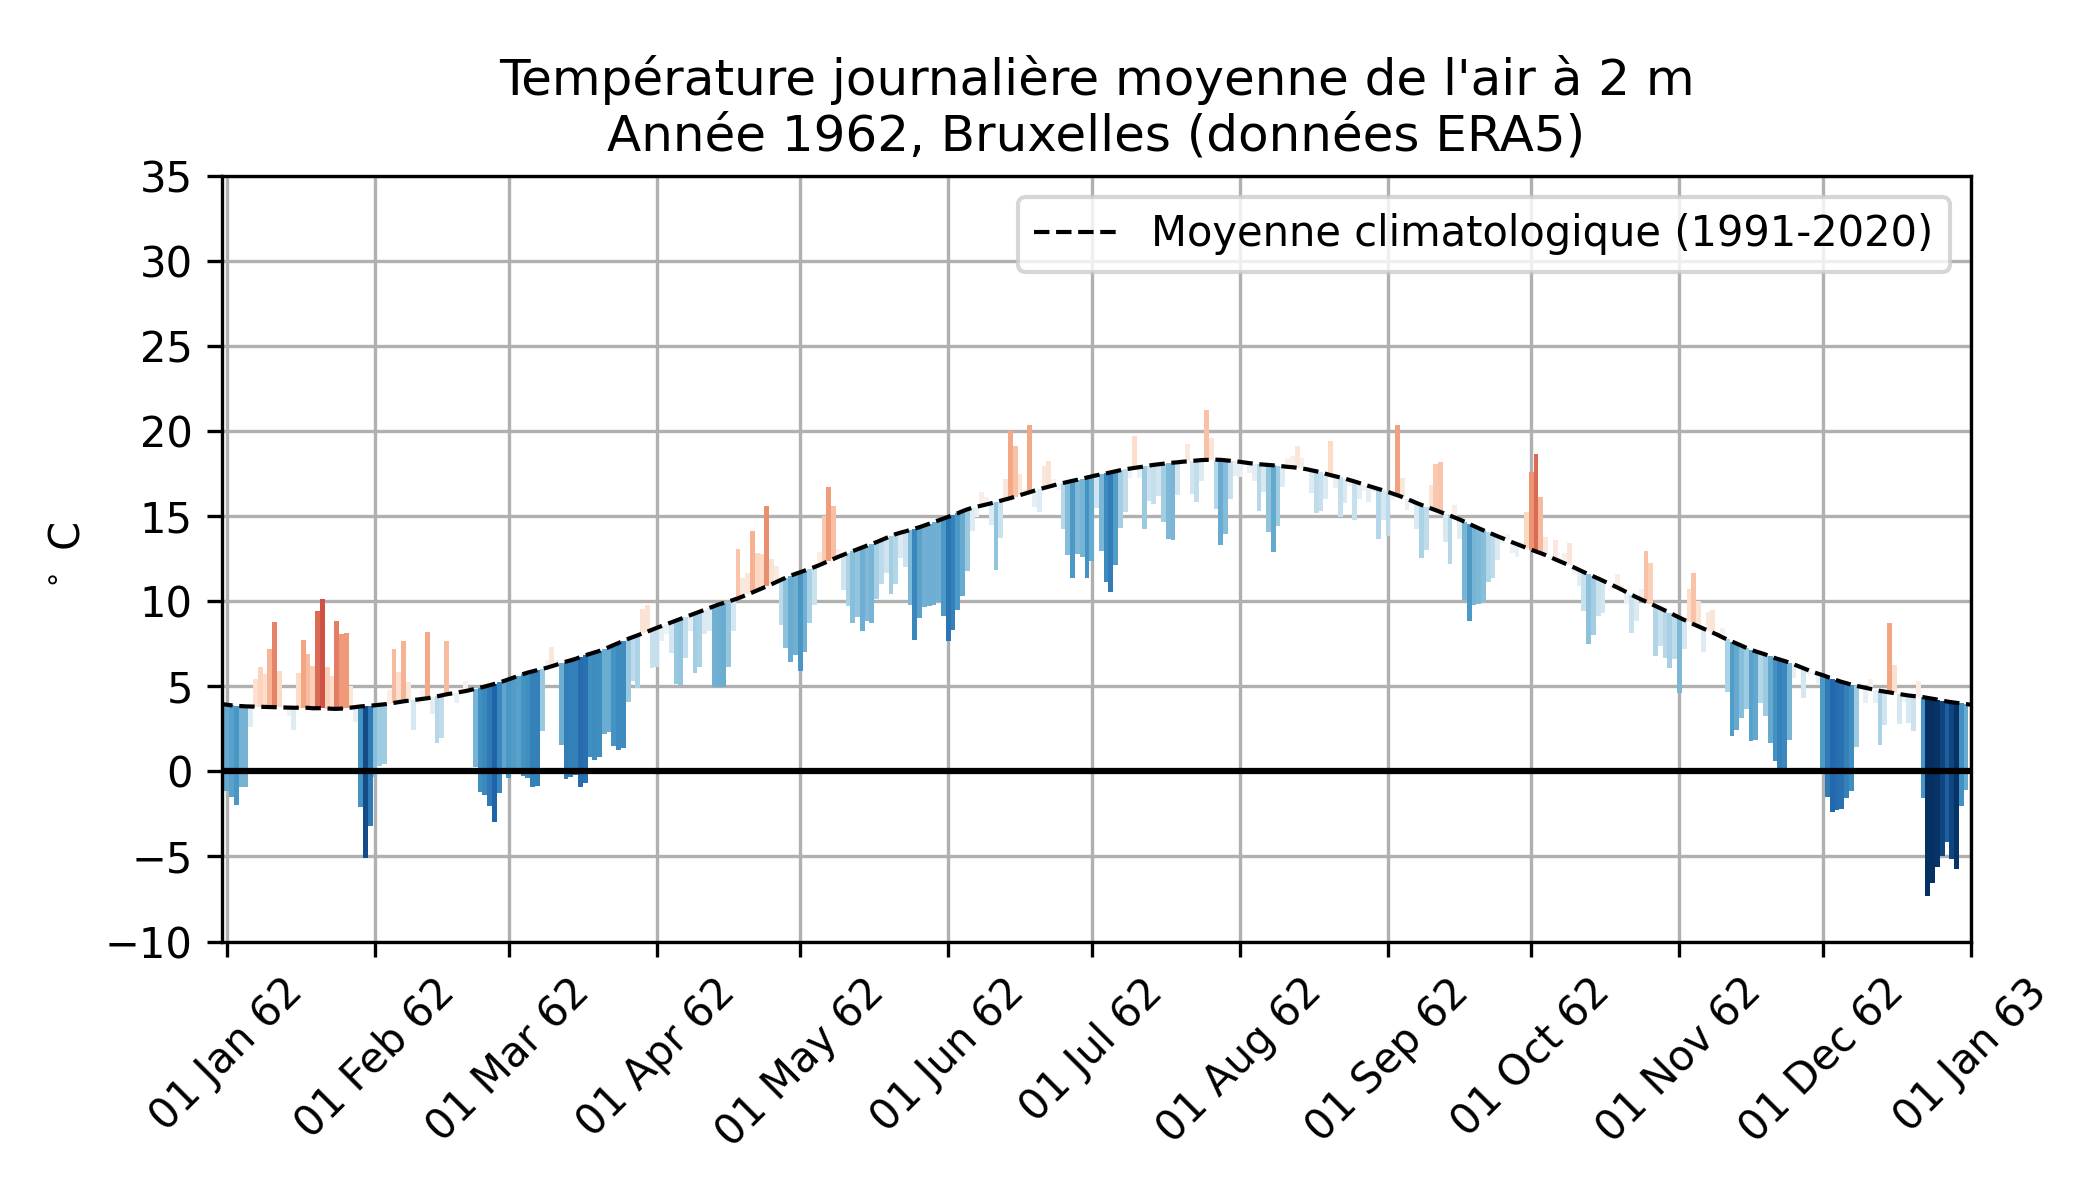 Température journalière moyenne de l'air à 2 m
Année 1962, Bruxelles (données ERA5)
Moyenne climatologique (1991-2020)
° C
35
30
25
20
15
10
5
0
−5
−10
01 Jan 62
01 Feb 62
01 Mar 62
01 Apr 62
01 May 62
01 Jun 62
01 Jul 62
01 Aug 62
01 Sep 62
01 Oct 62
01 Nov 62
01 Dec 62
01 Jan 63